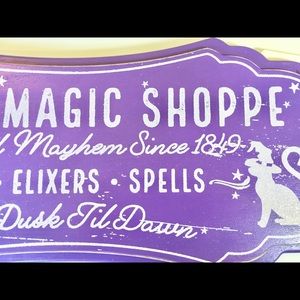 MAGIC SHOPPE
Mayhem Since 1849
• ELIXERS • SPELLS
Dusk Til Dawn